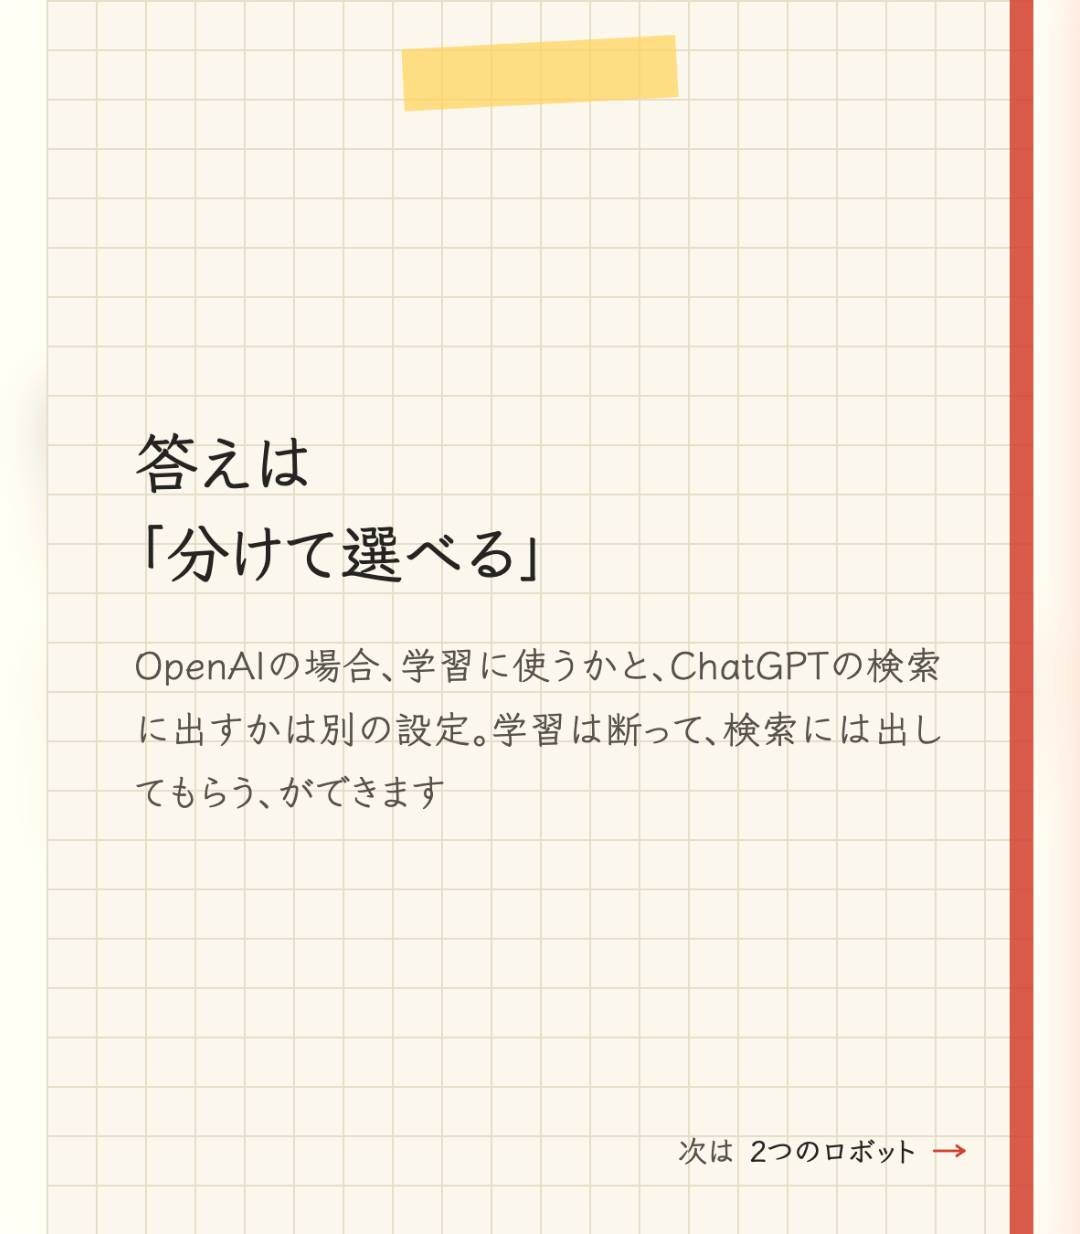 答えは
「分けて選べる」
OpenAIの場合、学習に使うかと、ChatGPTの検索
に出すかは別の設定。学習は断って、検索には出し
てもらう、ができます
次は 2つのロボット →